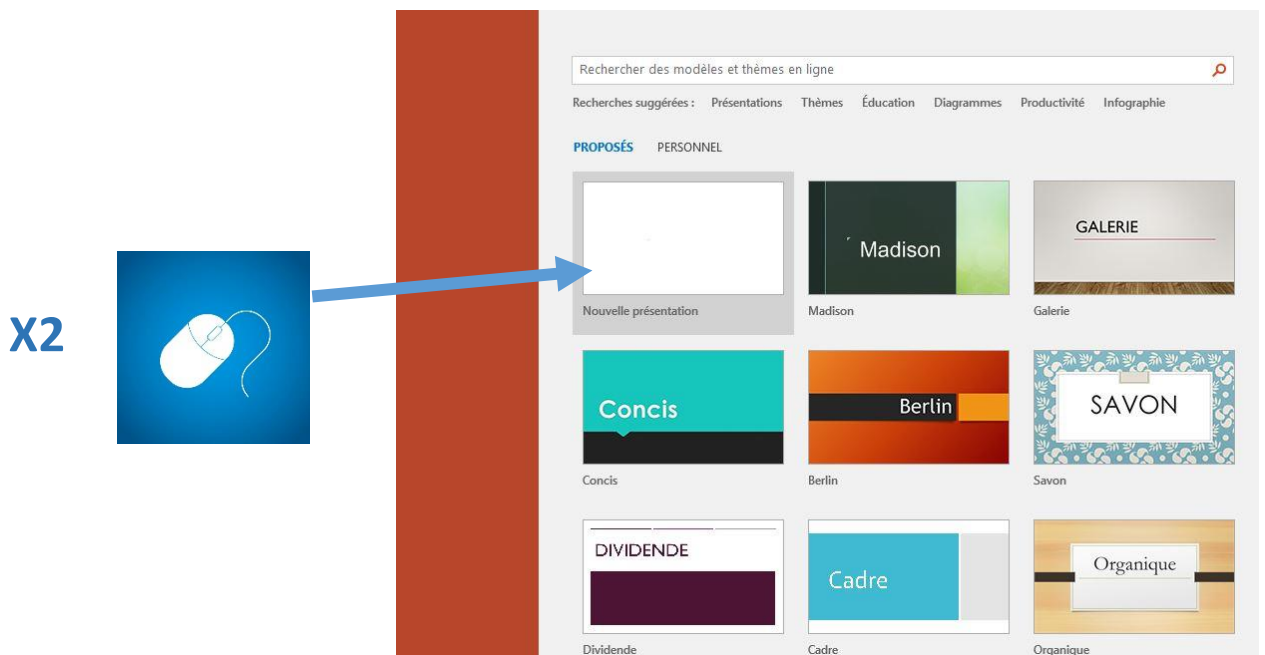 Rechercher des modèles et thèmes en ligne
Recherches suggérées : Présentations Thèmes Éducation Diagrammes Productivité Infographie
PROPOSÉS PERSONNEL
Madison
GALERIE
Nouvelle présentation Madison Galerie
X2
Concis
Berlin
SAVON
Concis Berlin Savon
DIVIDENDE
Cadre
Organique
Dividende Cadre Organique